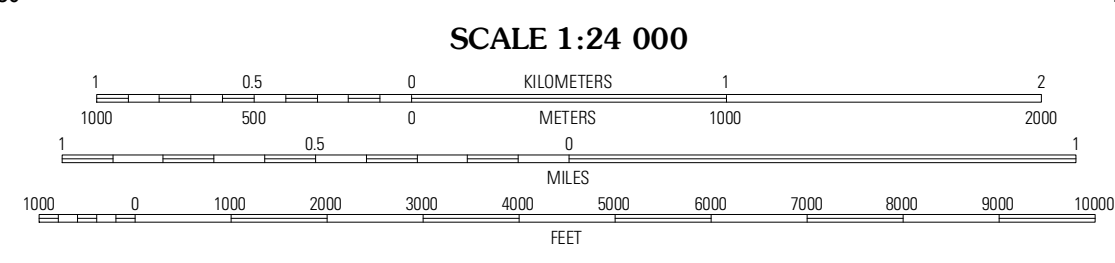 SCALE 1:24 000
1 0.5 0 KILOMETERS 1 2
1000 500 0 METERS 1000 2000
1 0.5 0 1
MILES
1000 0 1000 2000 3000 4000 5000 6000 7000 8000 9000 10000
FEET